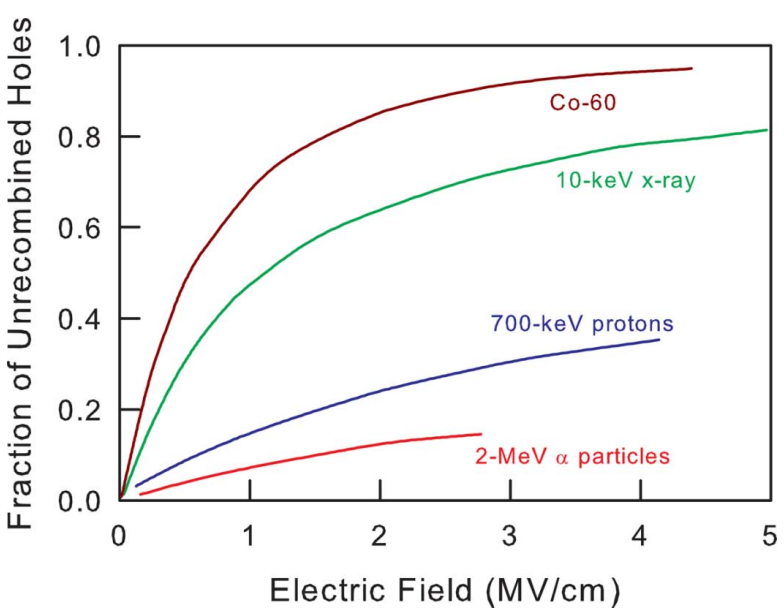 Fraction of Unrecombined Holes
1.0
0.8
0.6
0.4
0.2
0.0
Co-60
10-keV x-ray
700-keV protons
2-MeV α particles
0 1 2 3 4 5
Electric Field (MV/cm)